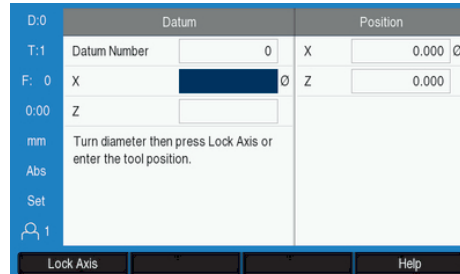 D:0
T:1
F: 0
0:00
mm
Abs
Set
1
Datum
Datum Number 0
X Ø
Z
Turn diameter then press Lock Axis or
enter the tool position.
Position
X 0.000 Ø
Z 0.000
Lock Axis
Help